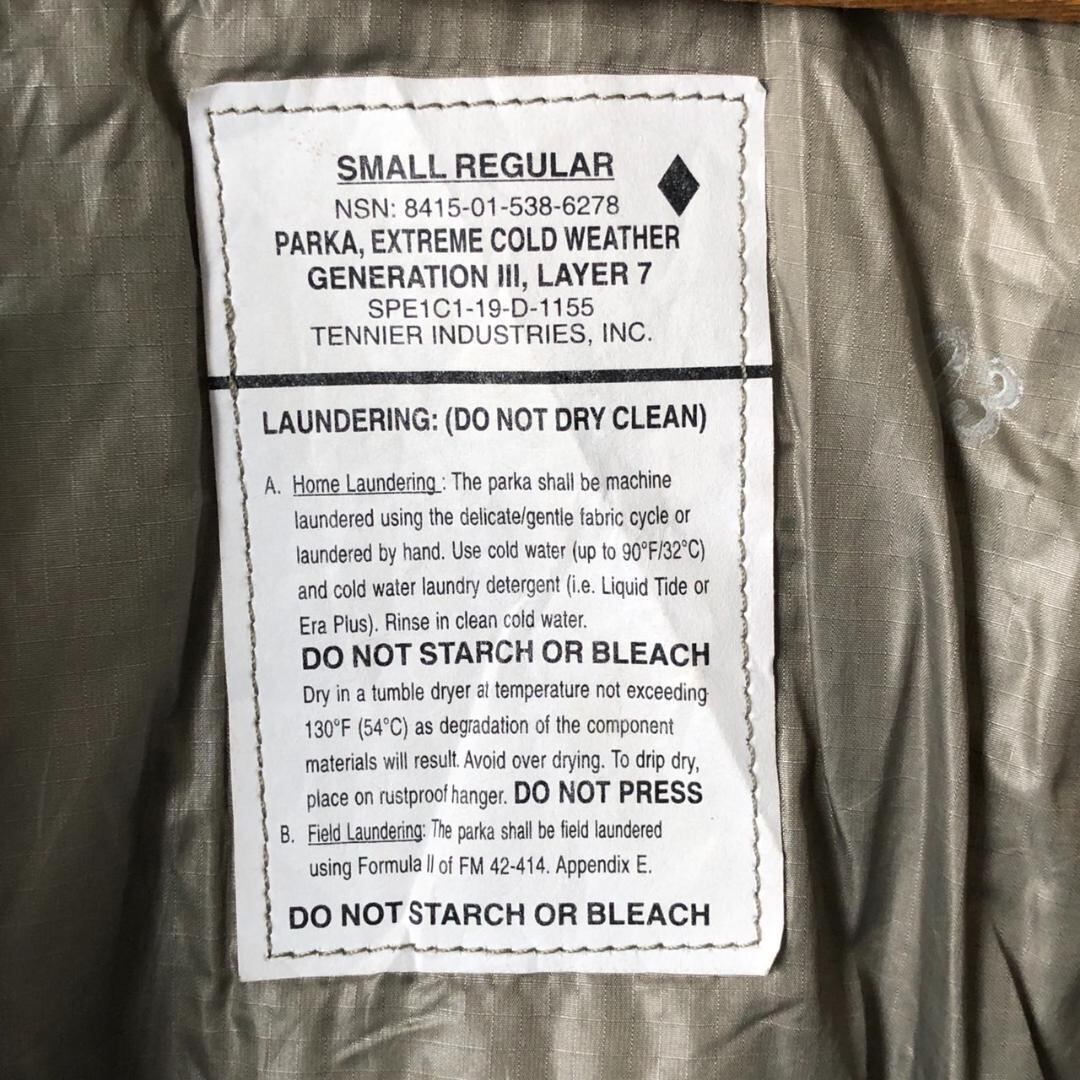 SMALL REGULAR
NSN: 8415-01-538-6278
PARKA, EXTREME COLD WEATHER
GENERATION III, LAYER 7
SPE1C1-19-D-1155
TENNIER INDUSTRIES, INC.
LAUNDERING: (DO NOT DRY CLEAN)
A. Home Laundering : The parka shall be machine
laundered using the delicate/gentle fabric cycle or
laundered by hand. Use cold water (up to 90°F/32°C)
and cold water laundry detergent (i.e. Liquid Tide or
Era Plus). Rinse in clean cold water.
DO NOT STARCH OR BLEACH
Dry in a tumble dryer at temperature not exceeding
130°F (54°C) as degradation of the component
materials will result. Avoid over drying. To drip dry,
place on rustproof hanger. DO NOT PRESS
B. Field Laundering: The parka shall be field laundered
using Formula II of FM 42-414. Appendix E.
DO NOT STARCH OR BLEACH